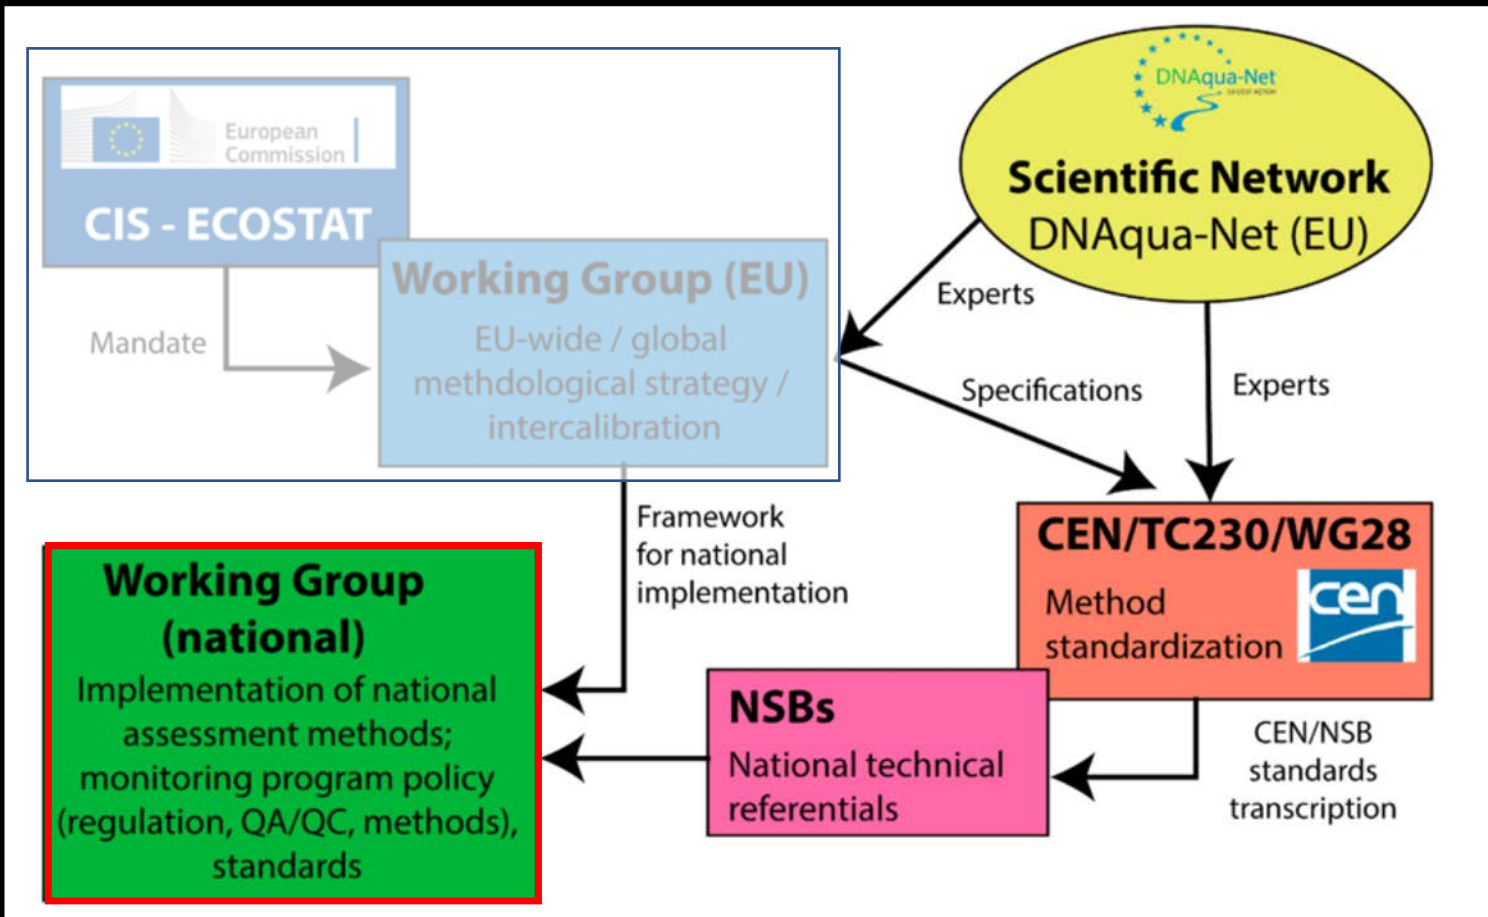 European
Commission
CIS - ECOSTAT
Mandate
Working Group (EU)
EU-wide / global
methdological strategy /
intercalibration
DNAqua-Net
Scientific Network
DNAqua-Net (EU)
Experts
Specifications
Experts
Framework
for national
implementation
CEN/TC230/WG28
Method
standardization
cen
CEN/NSB
standards
transcription
NSBs
National technical
referentials
Working Group
(national)
Implementation of national
assessment methods;
monitoring program policy
(regulation, QA/QC, methods),
standards